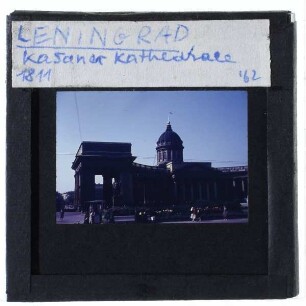 LENINGRAD
Kasaner Kathedrale
1811 '62